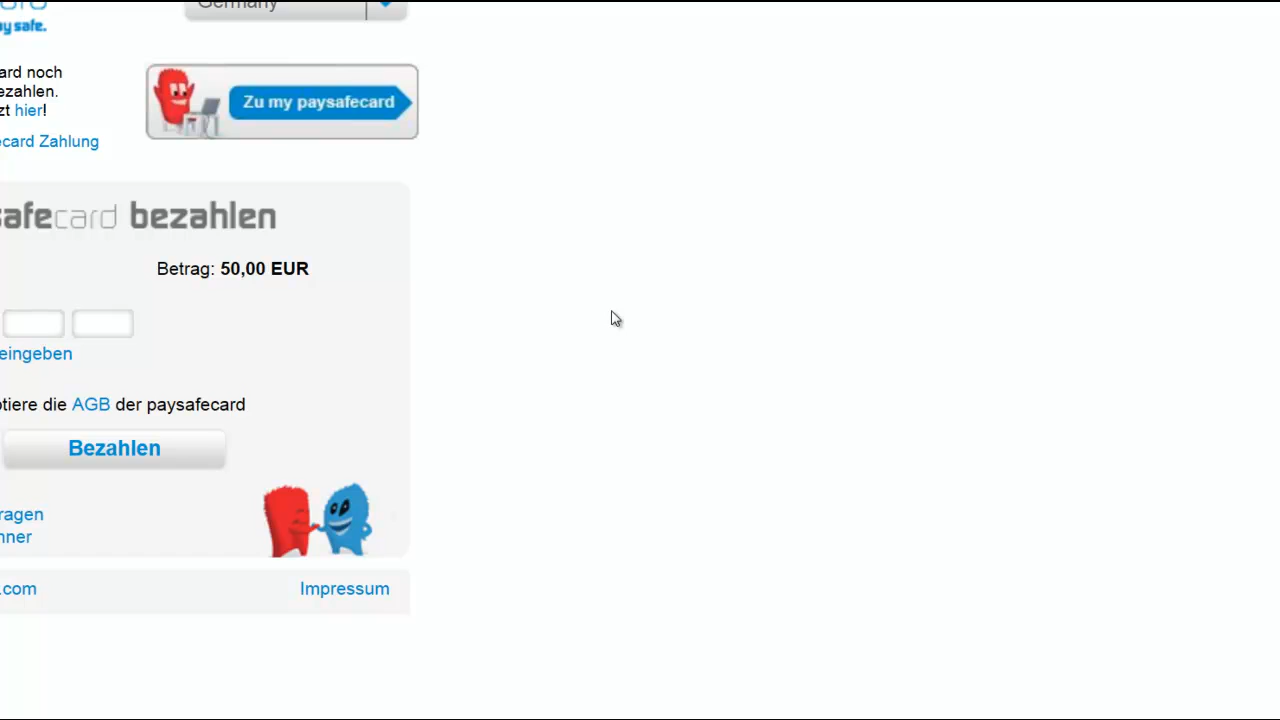 Germany
y safe.
ard noch
ezahlen.
zt hier!
Zu my paysafecard
ecard Zahlung
safecard bezahlen
Betrag: 50,00 EUR
eingeben
tiere die AGB der paysafecard
Bezahlen
ragen
nner
.com
Impressum